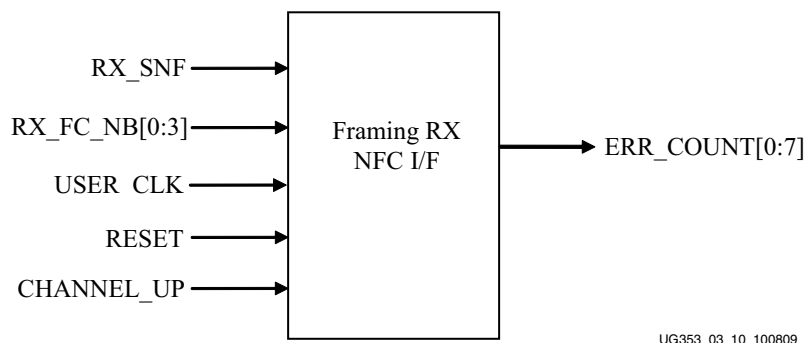 RX_SNF
RX_FC_NB[0:3]
USER_CLK
RESET
CHANNEL_UP
Framing RX
NFC I/F
ERR_COUNT[0:7]
UG353_03_10_100809